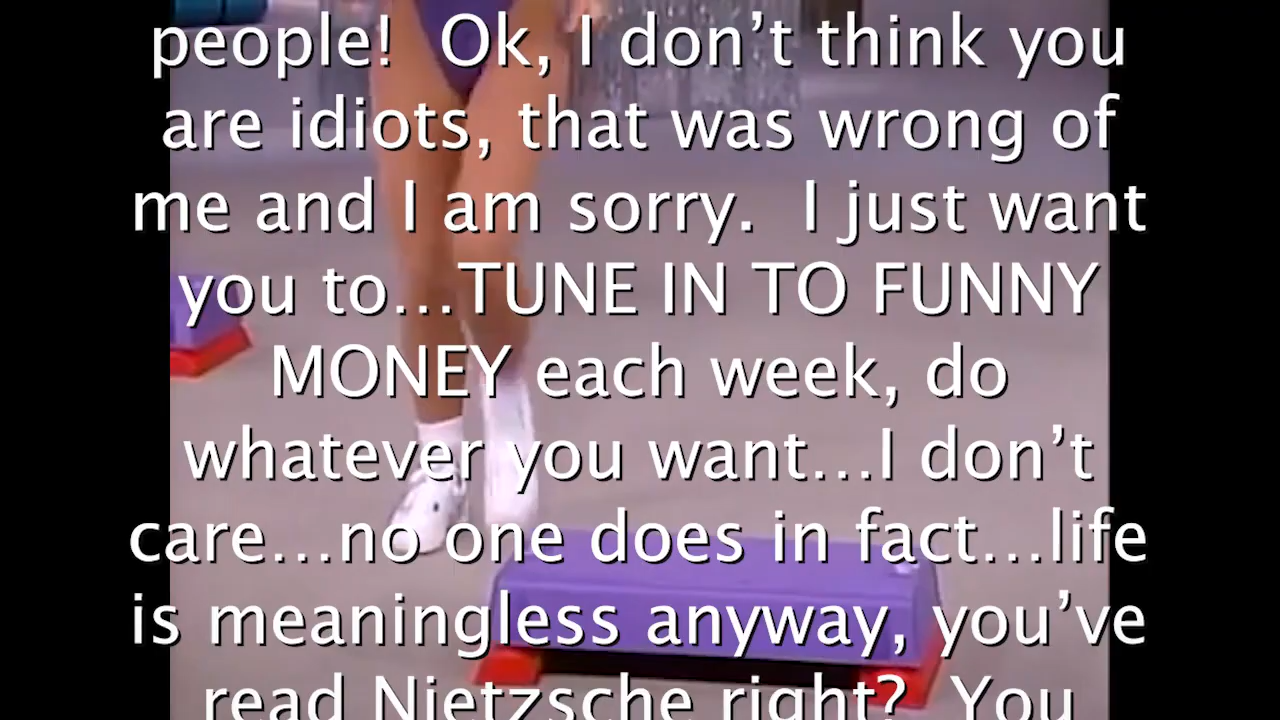 people!  Ok, I don’t think you
are idiots, that was wrong of
me and I am sorry.  I just want
you to...TUNE IN TO FUNNY
MONEY each week, do
whatever you want...I don’t
care...no one does in fact...life
is meaningless anyway, you’ve
read Nietzsche right?  You